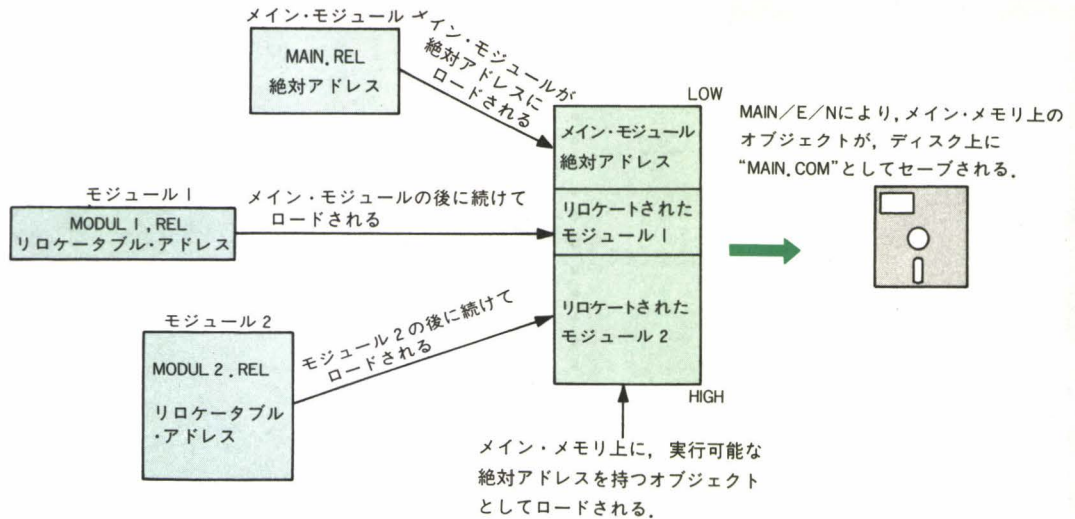 メイン・モジュール
MAIN.REL
絶対アドレス
メイン・モジュールが
絶対アドレスに
ロードされる
モジュール1
MODUL 1,REL
リロケータブル・アドレス
メイン・モジュールの後に続けて
ロードされる
モジュール2
MODUL 2.REL
リロケータブル
・アドレス
モジュール2の後に続けて
ロードされる
LOW
メイン・モジュール
絶対アドレス
リロケートされた
モジュール1
リロケートされた
モジュール2
HIGH
メイン・メモリ上に，実行可能な
絶対アドレスを持つオブジェクト
としてロードされる．
MAIN／E／Nにより，メイン・メモリ上の
オブジェクトが，ディスク上に
“MAIN.COM”としてセーブされる．